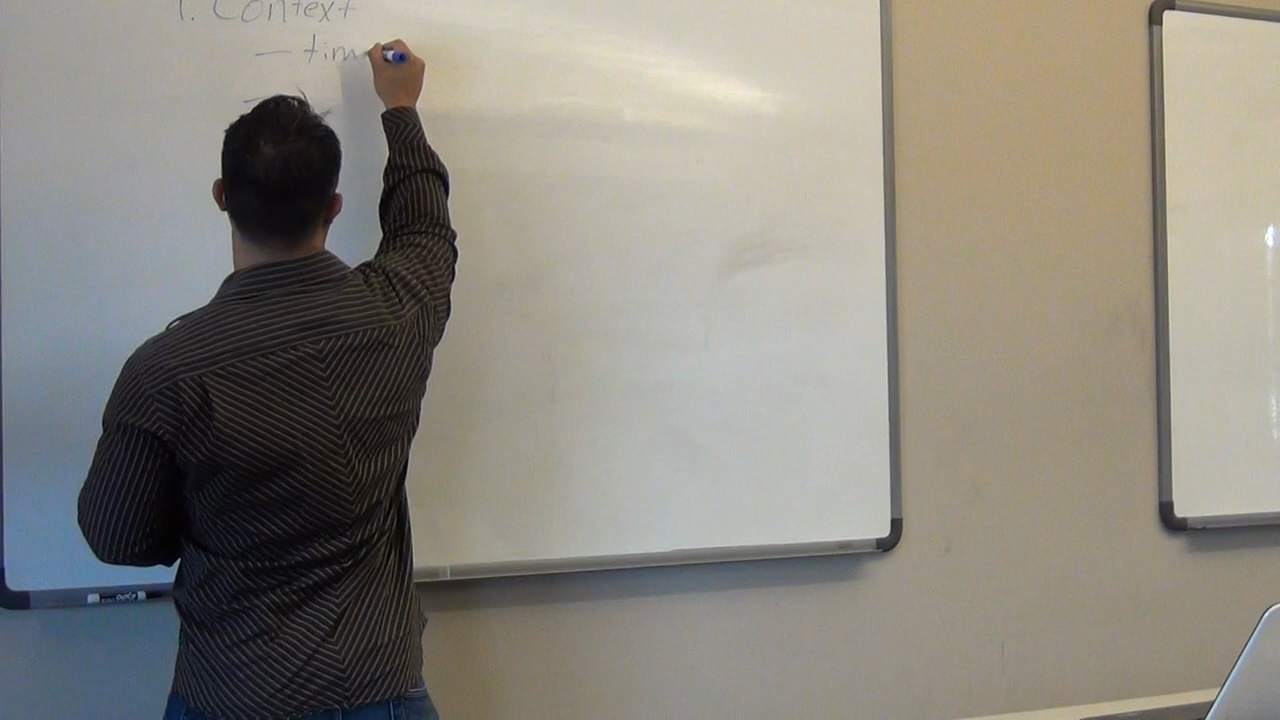 1. Context
— tim